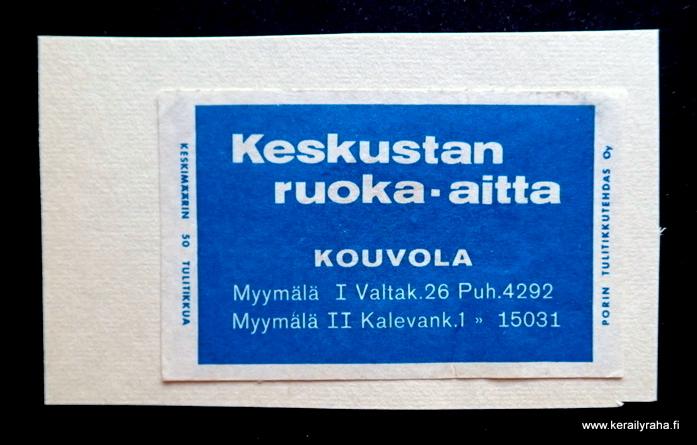 Keskustan
ruoka-aitta
KOUVOLA
Myymälä I Valtak.26 Puh.4292
Myymälä II Kalevank.1 » 15031
KESKIMÄÄRIN 50 TULITIKKUA
PORIN TULITIKKUTEHDAS Oy
www.kerailyraha.fi